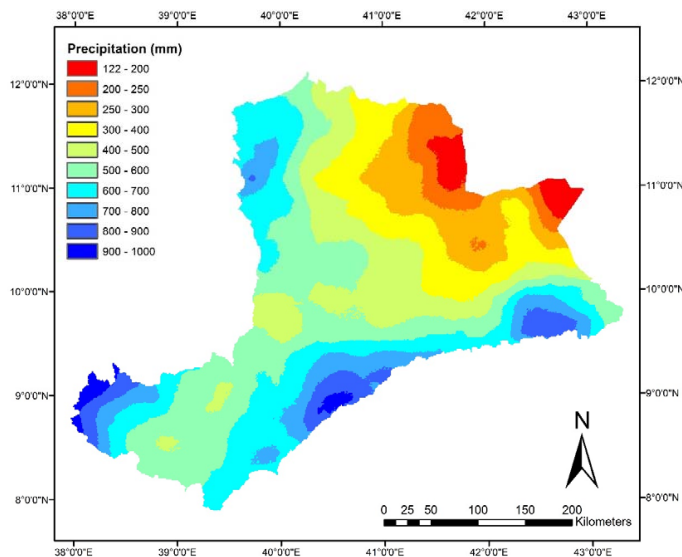 38°0'0"E 39°0'0"E 40°0'0"E 41°0'0"E 42°0'0"E 43°0'0"E
Precipitation (mm)
122 - 200
200 - 250
250 - 300
300 - 400
400 - 500
500 - 600
600 - 700
700 - 800
800 - 900
900 - 1000
12°0'0"N 12°0'0"N
11°0'0"N 11°0'0"N
10°0'0"N 10°0'0"N
9°0'0"N 9°0'0"N
8°0'0"N 8°0'0"N
N
0 25 50 100 150 200
Kilometers
38°0'0"E 39°0'0"E 40°0'0"E 41°0'0"E 42°0'0"E 43°0'0"E